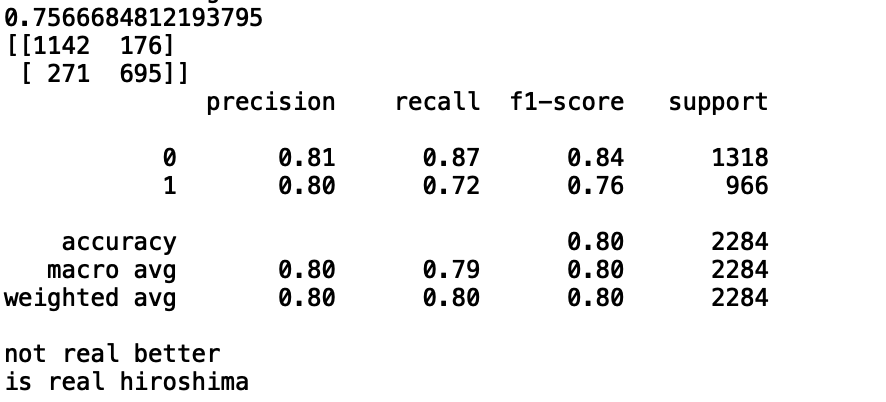 0.7566684812193795
[[1142 176]
[ 271 695]]
precision recall f1-score support
0 0.81 0.87 0.84 1318
1 0.80 0.72 0.76 966
accuracy 0.80 2284
macro avg 0.80 0.79 0.80 2284
weighted avg 0.80 0.80 0.80 2284
not real better
is real hiroshima